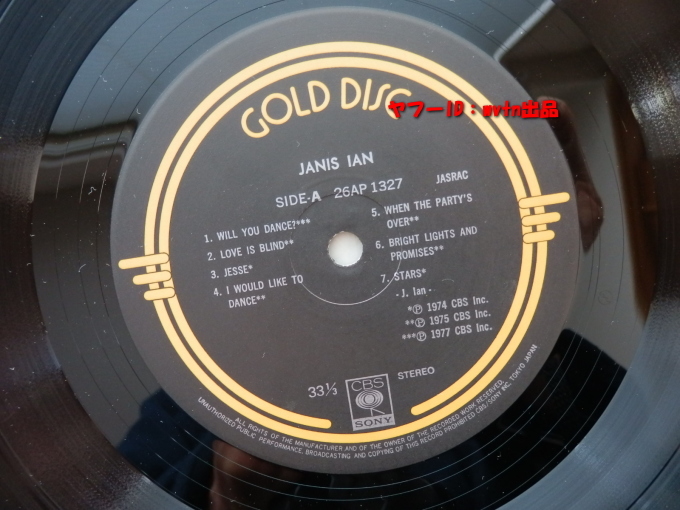 GOLD DISC
ヤフーID：mvfn出品
JANIS IAN
SIDE-A 26AP 1327
JASRAC
1. WILL YOU DANCE?***
2. LOVE IS BLIND**
3. JESSE*
4. I WOULD LIKE TO
DANCE**
5. WHEN THE PARTY'S
OVER**
6. BRIGHT LIGHTS AND
PROMISES**
7. STARS*
- J. Ian -
*Ⓟ 1974 CBS Inc.
**Ⓟ 1975 CBS Inc.
***Ⓟ 1977 CBS Inc.
33⅓
CBS
SONY
STEREO
ALL RIGHTS OF THE MANUFACTURER AND OF THE OWNER OF THE RECORDED WORK RESERVED.
UNAUTHORIZED PUBLIC PERFORMANCE, BROADCASTING AND COPYING OF THIS RECORD PROHIBITED CBS/SONY INC. TOKYO JAPAN